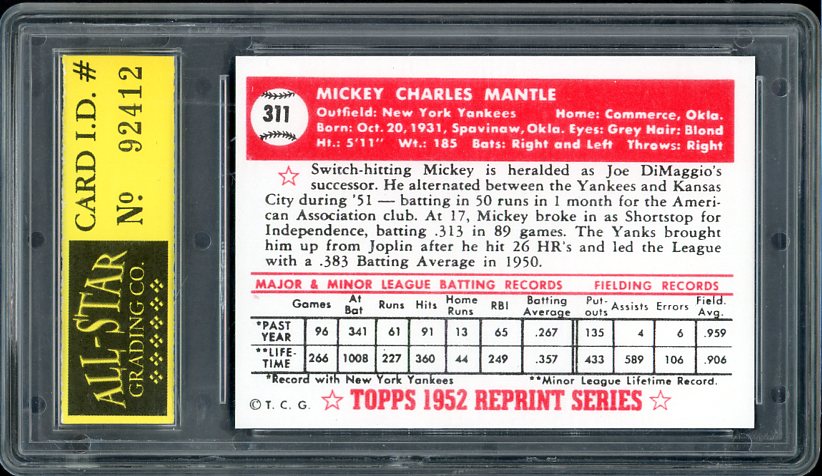 CARD I.D. #
No 92412
ALL-STAR
GRADING CO.
311
MICKEY CHARLES MANTLE
Outfield: New York Yankees Home: Commerce, Okla.
Born: Oct. 20, 1931, Spavinaw, Okla. Eyes: Grey Hair: Blond
Ht.: 5'11" Wt.: 185 Bats: Right and Left Throws: Right
☆ Switch-hitting Mickey is heralded as Joe DiMaggio's
successor. He alternated between the Yankees and Kansas
City during '51 — batting in 50 runs in 1 month for the Ameri-
can Association club. At 17, Mickey broke in as Shortstop for
Independence, batting .313 in 89 games. The Yanks brought
him up from Joplin after he hit 26 HR's and led the League
with a .383 Batting Average in 1950.
MAJOR & MINOR LEAGUE BATTING RECORDS FIELDING RECORDS
Games At Bat Runs Hits Home Runs RBI Batting Average Put-outs Assists Errors Field. Avg.
*PAST YEAR 96 341 61 91 13 65 .267 135 4 6 .959
**LIFE-TIME 266 1008 227 360 44 249 .357 433 589 106 .906
*Record with New York Yankees **Minor League Lifetime Record.
© T. C. G. ☆ TOPPS 1952 REPRINT SERIES ☆